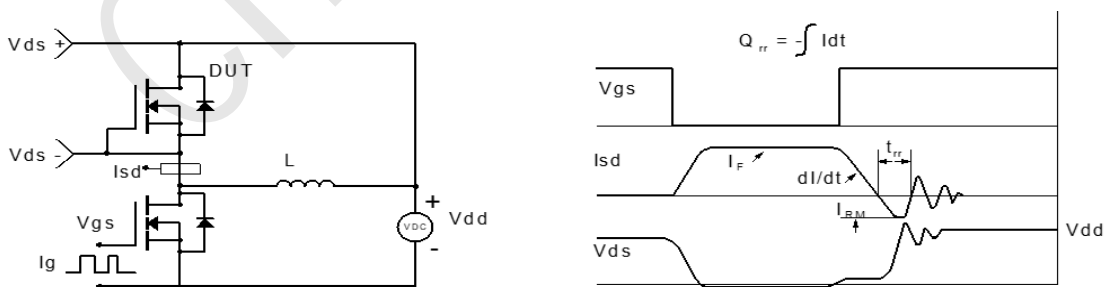 Vds +
DUT
Vds -
Isd
L
Vgs
Ig
+
VDC
-
Vdd
Q rr = -∫ Idt
Vgs
Isd
I F
dI/dt
t rr
I RM
Vds
Vdd